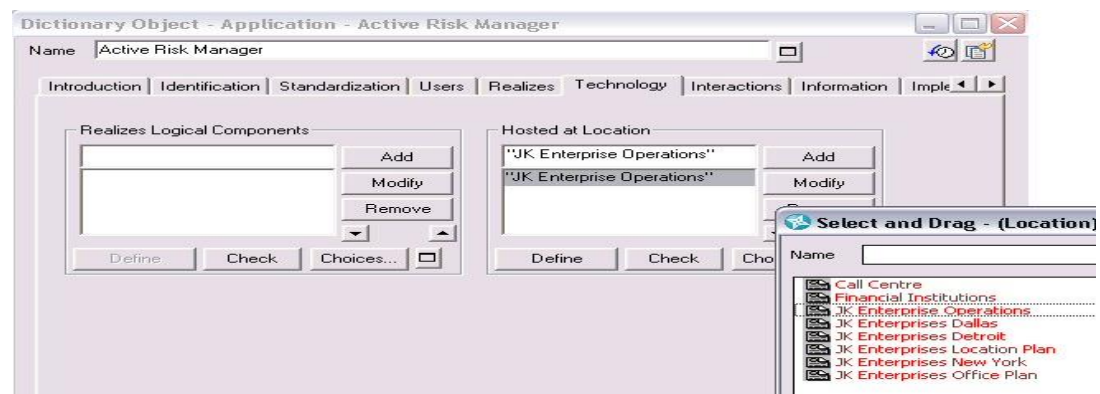 Dictionary Object - Application - Active Risk Manager
Name Active Risk Manager
Introduction Identification Standardization Users Realizes Technology Interactions Information Imple
Realizes Logical Components
Add
Modify
Remove
Define Check Choices...
Hosted at Location
"JK Enterprise Operations" Add
"JK Enterprise Operations" Modify
Define Check Cho
Select and Drag - (Location)
Name
Call Centre
Financial Institutions
JK Enterprise Operations
JK Enterprises Dallas
JK Enterprises Detroit
JK Enterprises Location Plan
JK Enterprises New York
JK Enterprises Office Plan